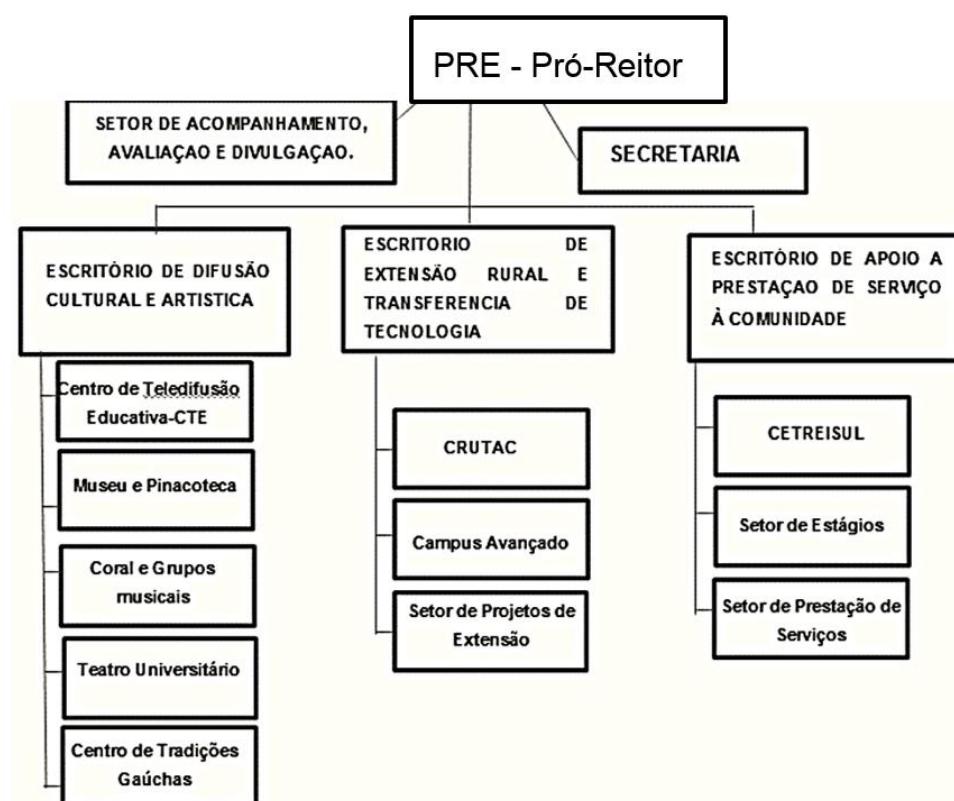 PRE - Pró-Reitor
SETOR DE ACOMPANHAMENTO,
AVALIAÇAO E DIVULGAÇAO.
SECRETARIA
ESCRITÓRIO DE DIFUSÃO
CULTURAL E ARTISTICA
ESCRITORIO DE
EXTENSÃO RURAL E
TRANSFERENCIA DE
TECNOLOGIA
ESCRITÓRIO DE APOIO A
PRESTAÇAO DE SERVIÇO
À COMUNIDADE
Centro de Teledifusão
Educativa-CTE
Museu e Pinacoteca
Coral e Grupos
musicais
Teatro Universitário
Centro de Tradições
Gaúchas
CRUTAC
Campus Avançado
Setor de Projetos de
Extensão
CETREISUL
Setor de Estágios
Setor de Prestação de
Serviços